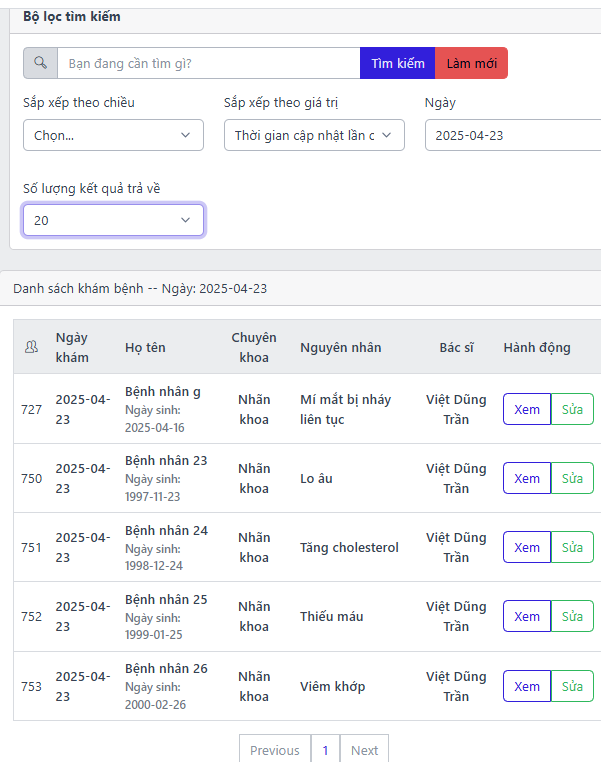 Bộ lọc tìm kiếm
Bạn đang cần tìm gì? Tìm kiếm Làm mới
Sắp xếp theo chiều Sắp xếp theo giá trị Ngày
Chọn... Thời gian cập nhật lần c 2025-04-23
Số lượng kết quả trả về
20
Danh sách khám bệnh -- Ngày: 2025-04-23
Ngày khám Họ tên Chuyên khoa Nguyên nhân Bác sĩ Hành động
727 2025-04-23 Bệnh nhân g Ngày sinh: 2025-04-16 Nhãn khoa Mí mắt bị nháy liên tục Việt Dũng Trần Xem Sửa
750 2025-04-23 Bệnh nhân 23 Ngày sinh: 1997-11-23 Nhãn khoa Lo âu Việt Dũng Trần Xem Sửa
751 2025-04-23 Bệnh nhân 24 Ngày sinh: 1998-12-24 Nhãn khoa Tăng cholesterol Việt Dũng Trần Xem Sửa
752 2025-04-23 Bệnh nhân 25 Ngày sinh: 1999-01-25 Nhãn khoa Thiếu máu Việt Dũng Trần Xem Sửa
753 2025-04-23 Bệnh nhân 26 Ngày sinh: 2000-02-26 Nhãn khoa Viêm khớp Việt Dũng Trần Xem Sửa
Previous 1 Next